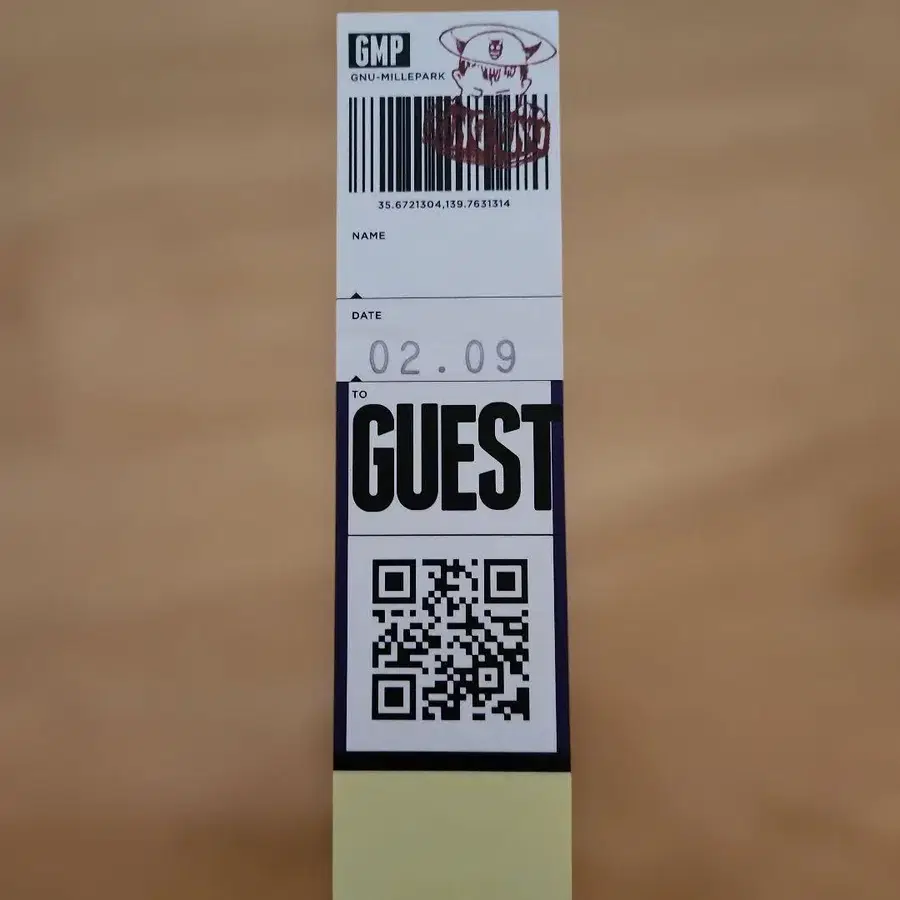 GMP
GNU-MILLEPARK
35.6721304,139.7631314
NAME
DATE
02.09
TO
GUEST